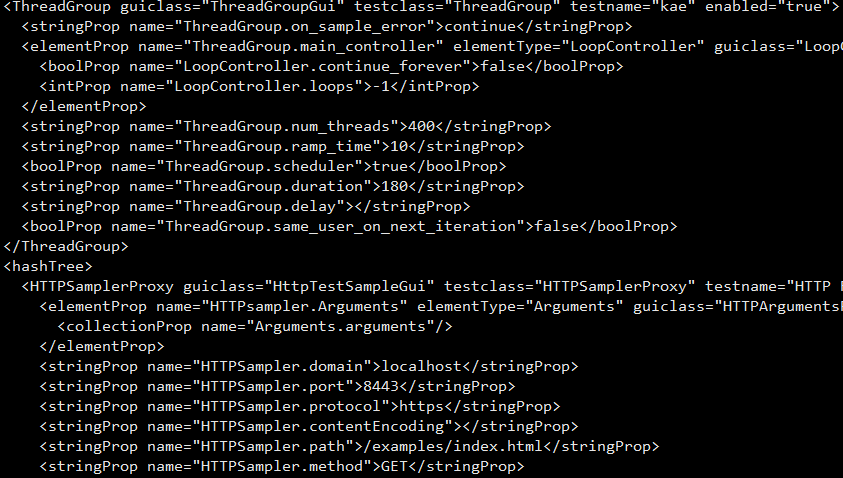 <ThreadGroup guiclass="ThreadGroupGui" testclass="ThreadGroup" testname="kae" enabled="true">
<stringProp name="ThreadGroup.on_sample_error">continue</stringProp>
<elementProp name="ThreadGroup.main_controller" elementType="LoopController" guiclass="LoopC
<boolProp name="LoopController.continue_forever">false</boolProp>
<intProp name="LoopController.loops">-1</intProp>
</elementProp>
<stringProp name="ThreadGroup.num_threads">400</stringProp>
<stringProp name="ThreadGroup.ramp_time">10</stringProp>
<boolProp name="ThreadGroup.scheduler">true</boolProp>
<stringProp name="ThreadGroup.duration">180</stringProp>
<stringProp name="ThreadGroup.delay"></stringProp>
<boolProp name="ThreadGroup.same_user_on_next_iteration">false</boolProp>
</ThreadGroup>
<hashTree>
<HTTPSamplerProxy guiclass="HttpTestSampleGui" testclass="HTTPSamplerProxy" testname="HTTP
<elementProp name="HTTPsampler.Arguments" elementType="Arguments" guiclass="HTTPArguments
<collectionProp name="Arguments.arguments"/>
</elementProp>
<stringProp name="HTTPSampler.domain">localhost</stringProp>
<stringProp name="HTTPSampler.port">8443</stringProp>
<stringProp name="HTTPSampler.protocol">https</stringProp>
<stringProp name="HTTPSampler.contentEncoding"></stringProp>
<stringProp name="HTTPSampler.path">/examples/index.html</stringProp>
<stringProp name="HTTPSampler.method">GET</stringProp>